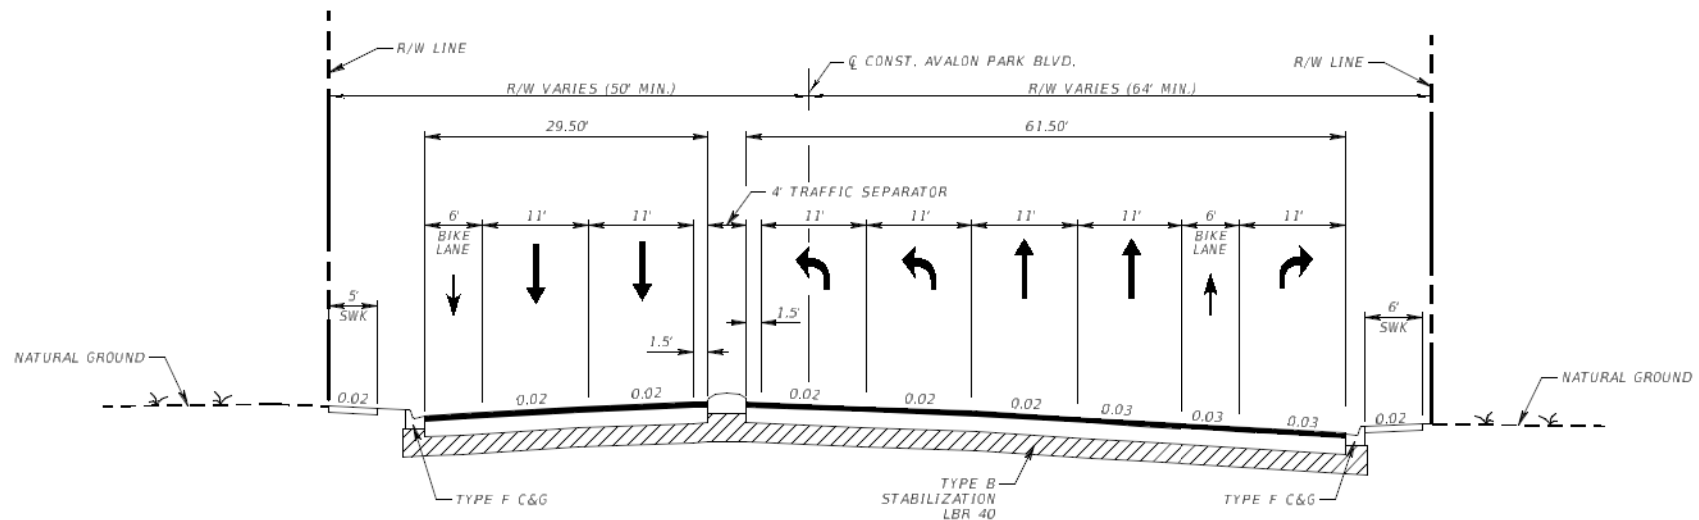 R/W LINE
℄ CONST. AVALON PARK BLVD.
R/W LINE
R/W VARIES (50' MIN.)
R/W VARIES (64' MIN.)
29.50'
61.50'
4' TRAFFIC SEPARATOR
6'
11'
11'
11'
11'
11'
11'
6'
11'
BIKE
LANE
BIKE
LANE
5'
SWK
1.5'
6'
SWK
1.5'
NATURAL GROUND
NATURAL GROUND
0.02
0.02
0.02
0.02
0.02
0.02
0.03
0.03
0.03
0.02
TYPE F C&G
TYPE B
STABILIZATION
LBR 40
TYPE F C&G